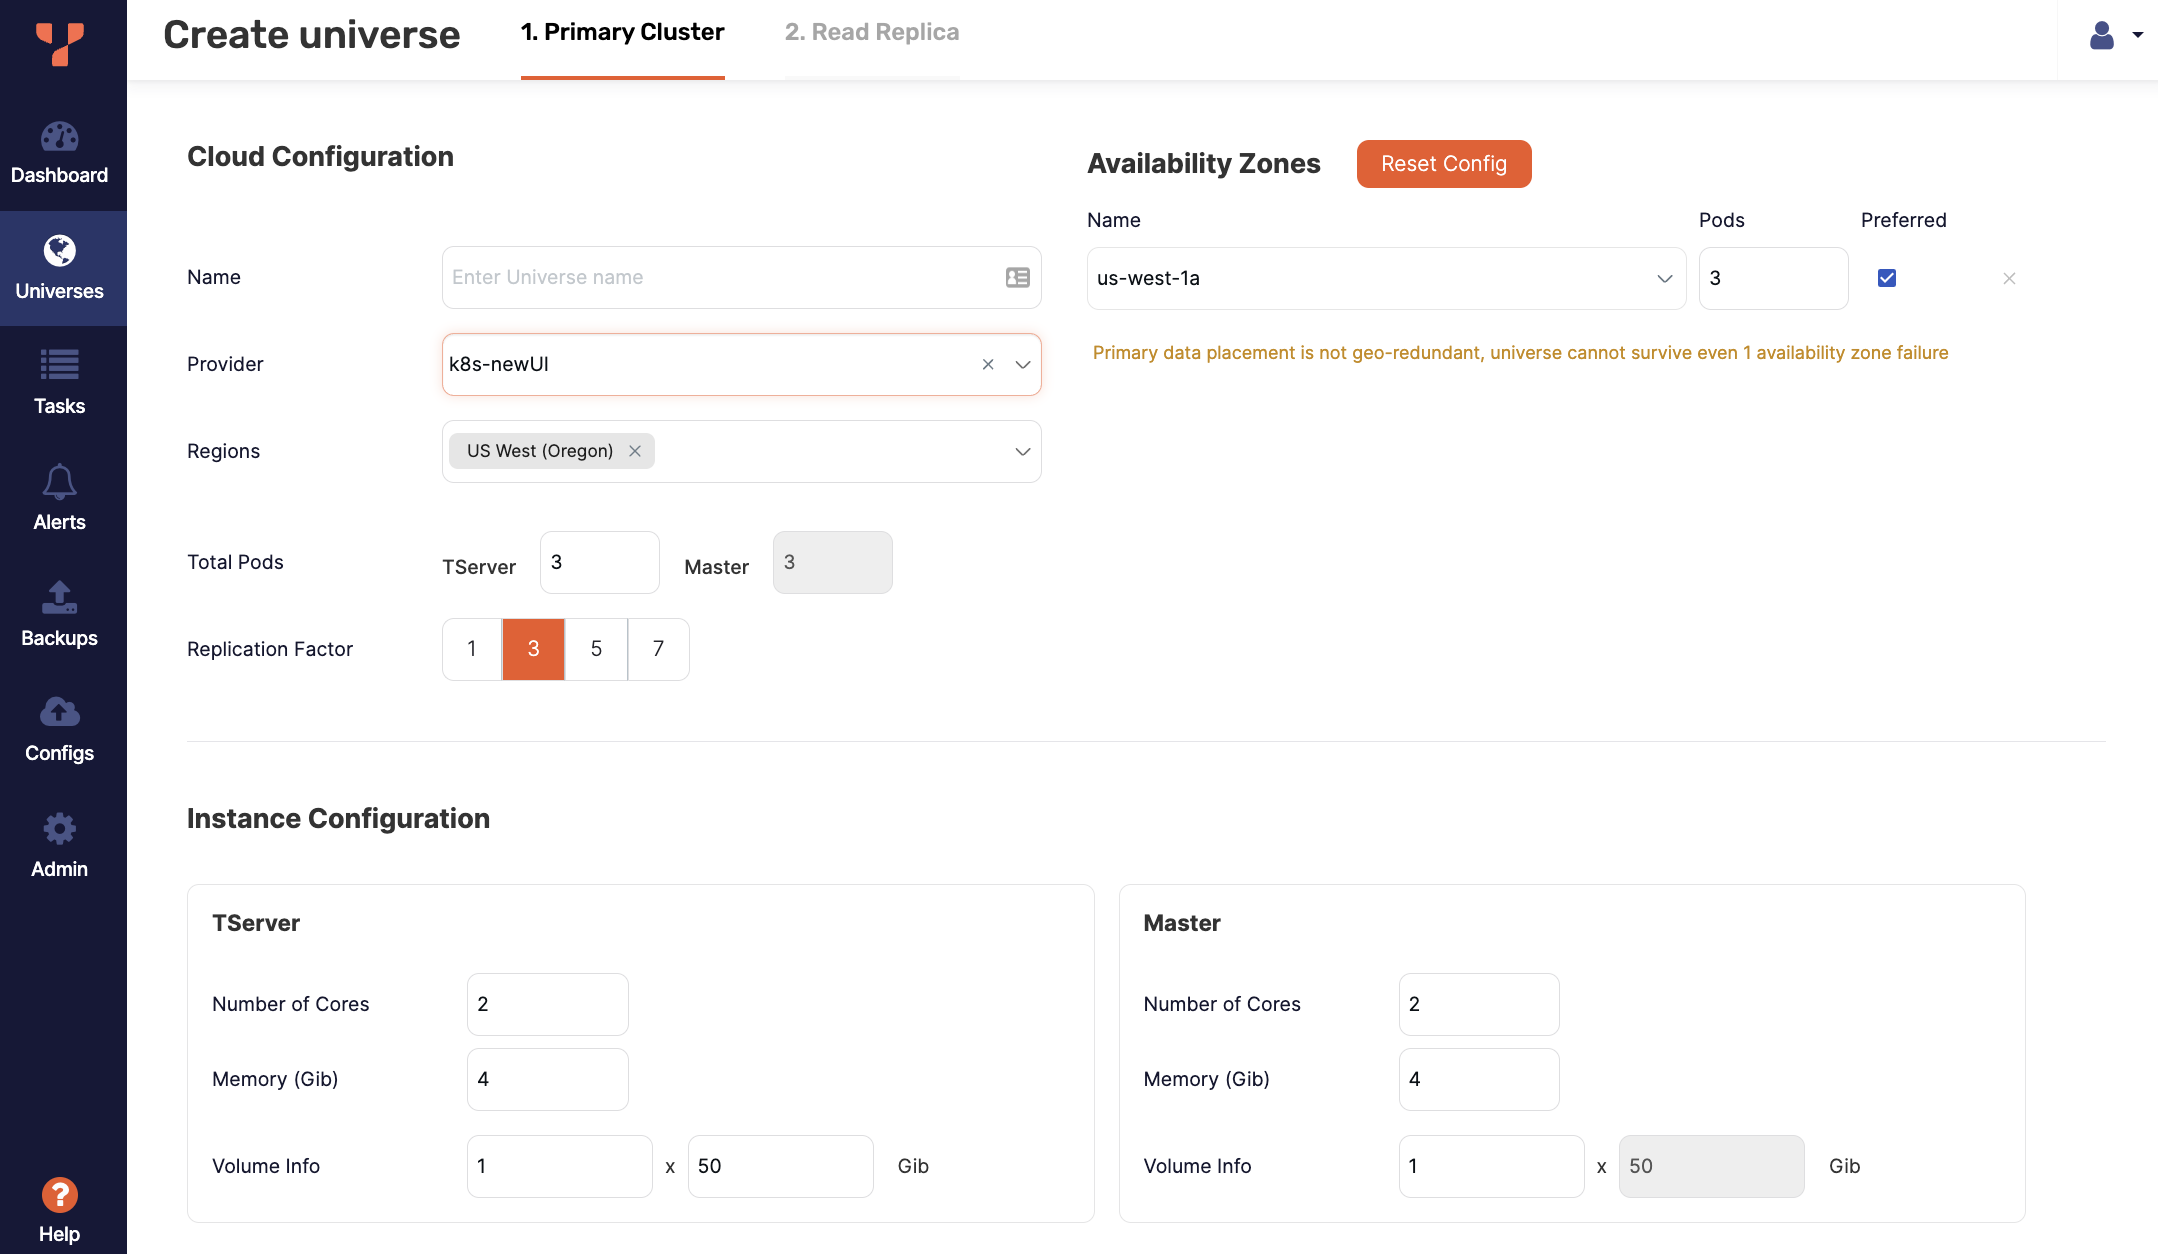 Create universe
1. Primary Cluster
2. Read Replica
Dashboard
Universes
Tasks
Alerts
Backups
Configs
Admin
Help
Cloud Configuration
Name
Enter Universe name
Provider
k8s-newUI
Regions
US West (Oregon)
Total Pods
TServer
3
Master
3
Replication Factor
1
3
5
7
Availability Zones
Reset Config
Name
Pods
Preferred
us-west-1a
3
Primary data placement is not geo-redundant, universe cannot survive even 1 availability zone failure
Instance Configuration
TServer
Number of Cores
2
Memory (Gib)
4
Volume Info
1
x
50
Gib
Master
Number of Cores
2
Memory (Gib)
4
Volume Info
1
x
50
Gib